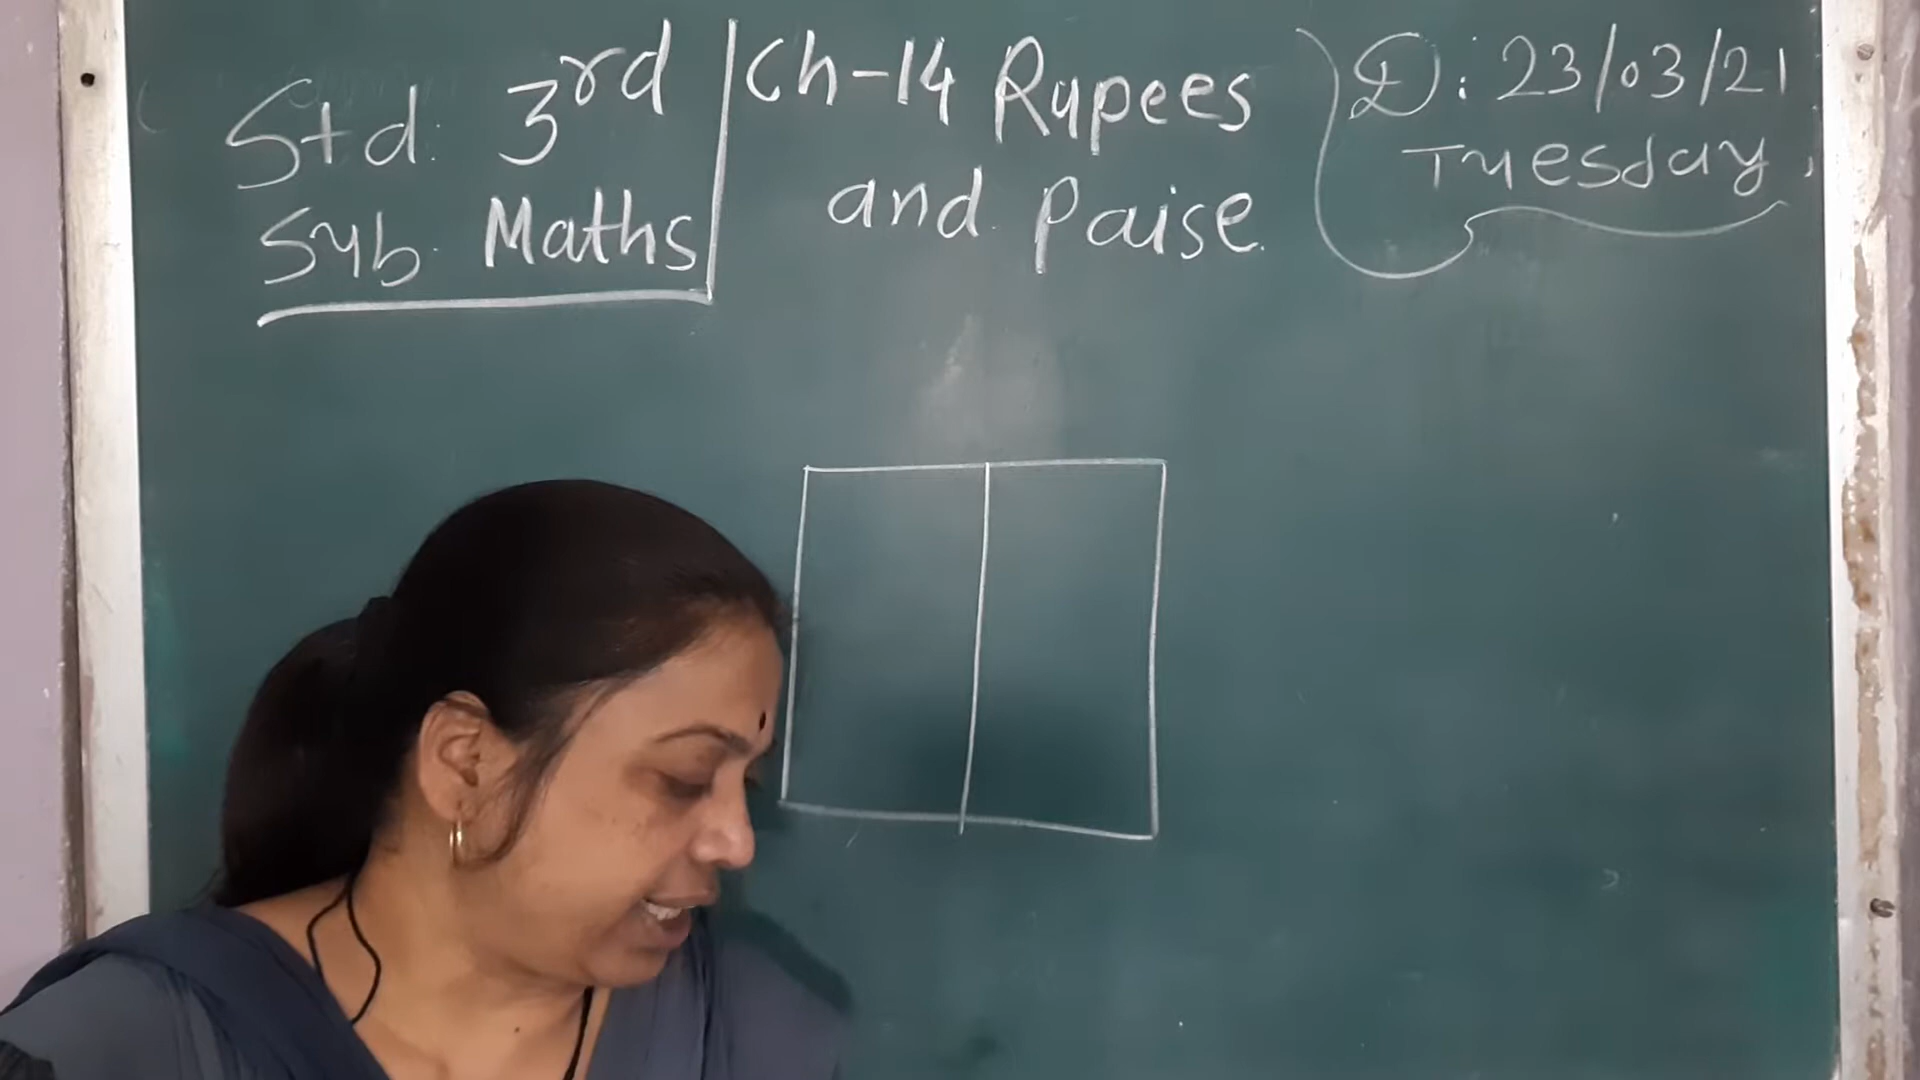 Std: 3rd
Sub. Maths
Ch-14 Rupees
and Paise.
D: 23/03/21
Tuesday,